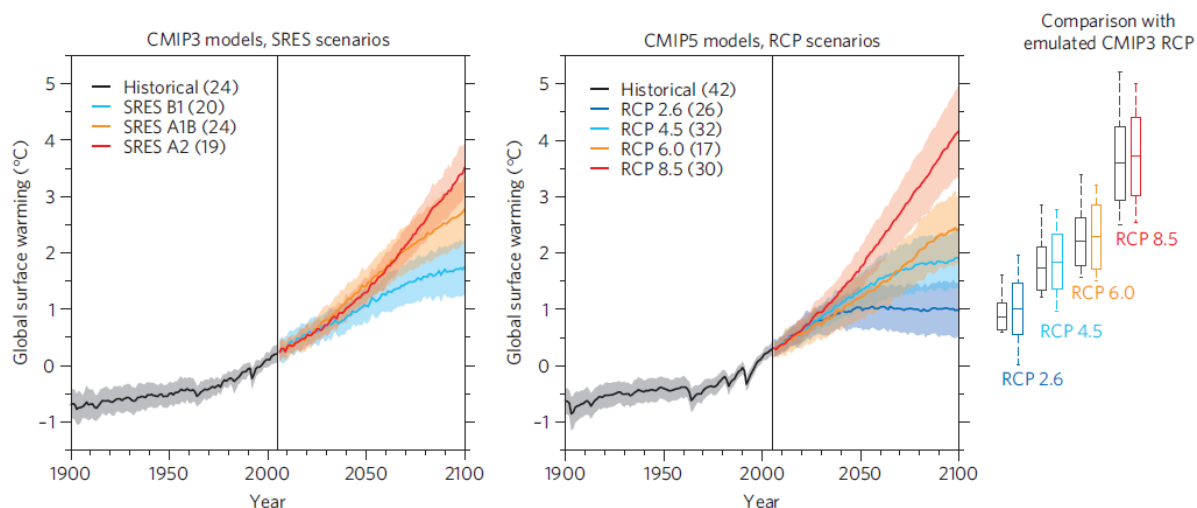 CMIP3 models, SRES scenarios
Global surface warming (°C)
5
4
3
2
1
0
−1
Historical (24)
SRES B1 (20)
SRES A1B (24)
SRES A2 (19)
1900
1950
2000
2050
2100
Year
CMIP5 models, RCP scenarios
Global surface warming (°C)
5
4
3
2
1
0
−1
Historical (42)
RCP 2.6 (26)
RCP 4.5 (32)
RCP 6.0 (17)
RCP 8.5 (30)
1900
1950
2000
2050
2100
Year
Comparison with
emulated CMIP3 RCP
RCP 8.5
RCP 6.0
RCP 4.5
RCP 2.6